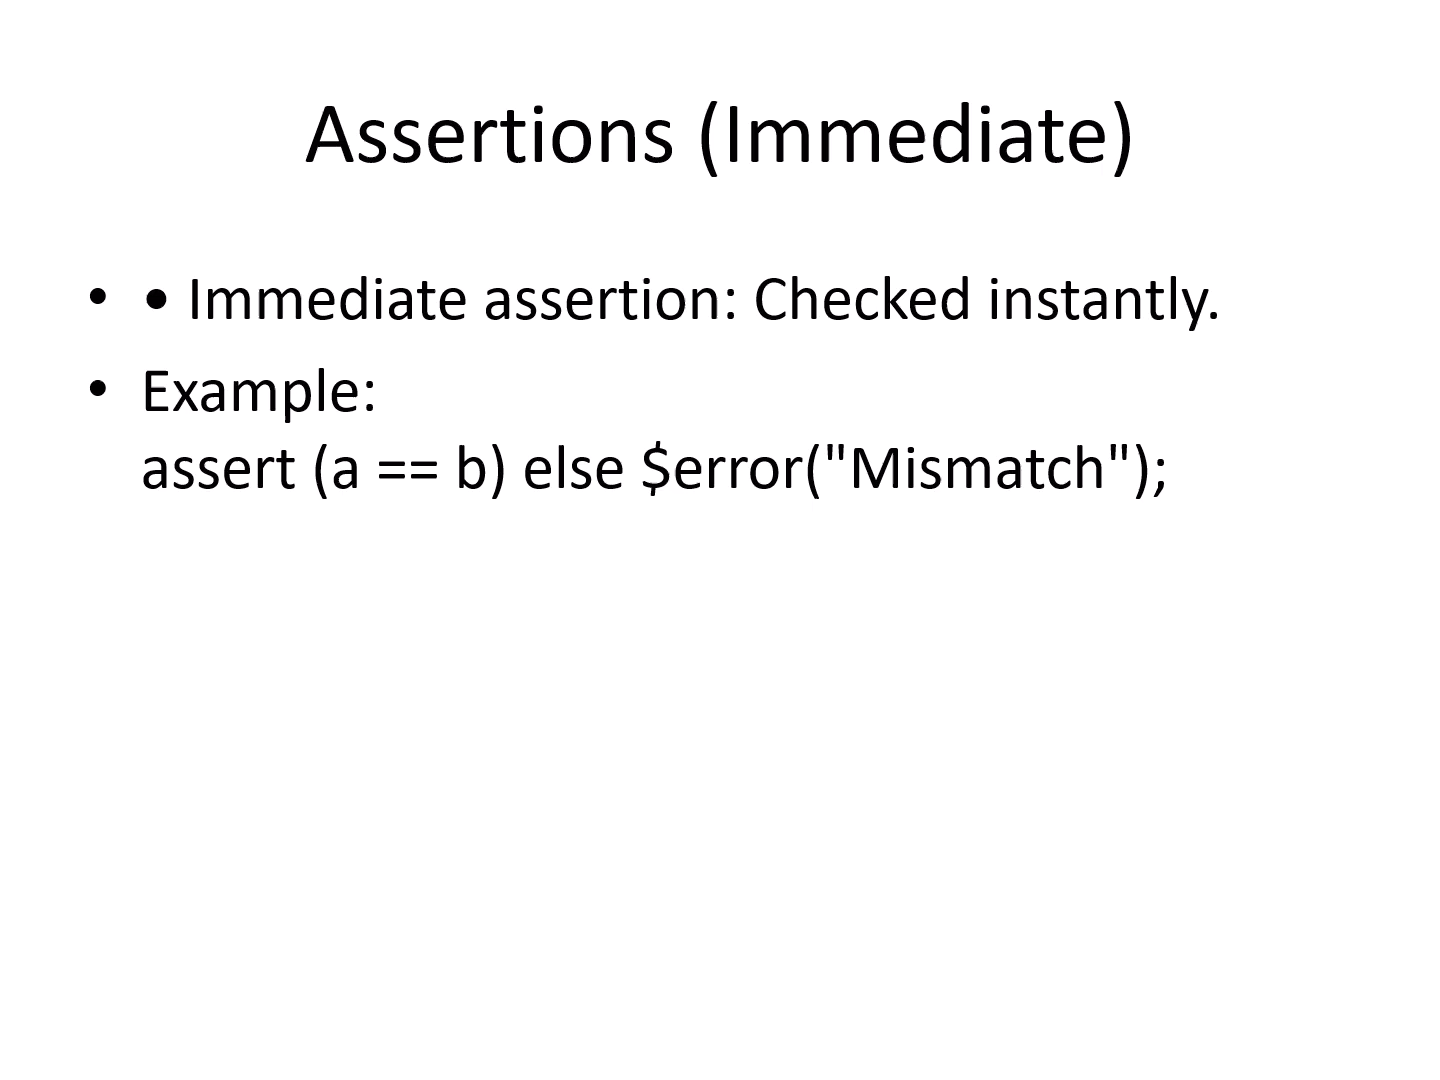 Assertions (Immediate)
• • Immediate assertion: Checked instantly.
• Example:
assert (a == b) else $error("Mismatch");